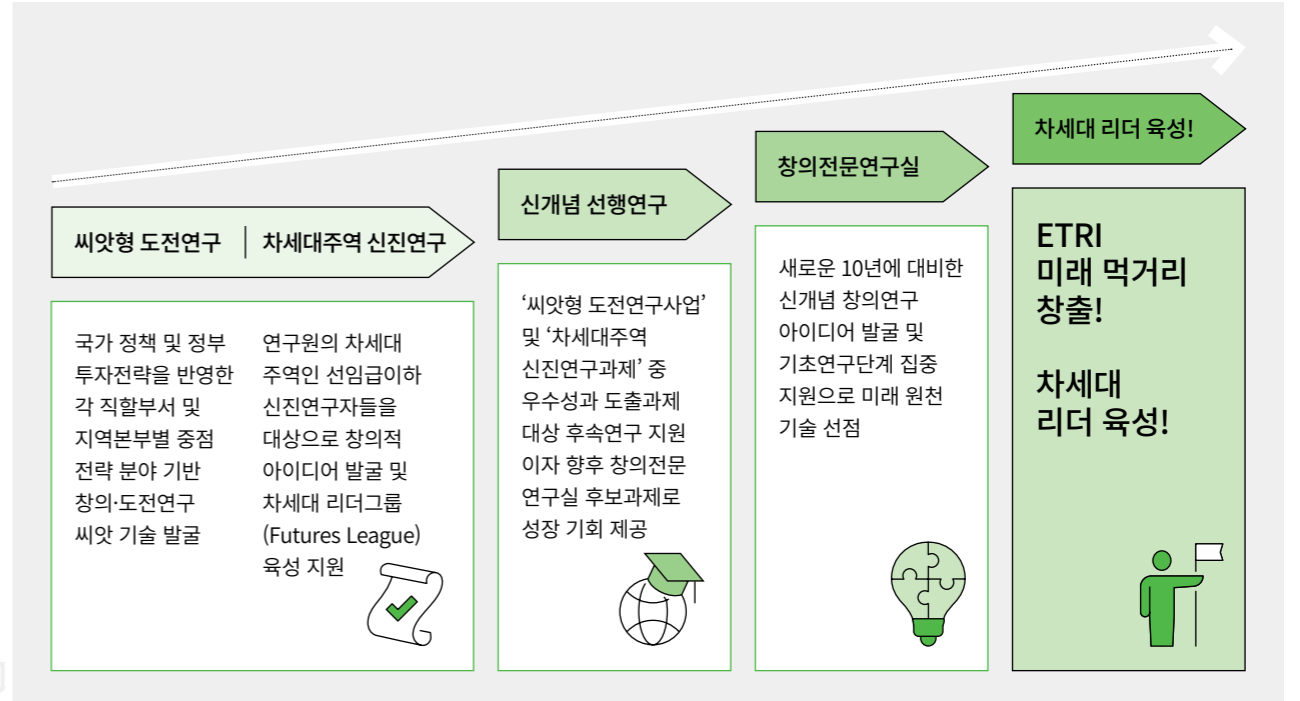 씨앗형 도전연구 | 차세대주역 신진연구
국가 정책 및 정부
투자전략을 반영한
각 직할부서 및
지역본부별 중점
전략 분야 기반
창의·도전연구
씨앗 기술 발굴
연구원의 차세대
주역인 선임급이하
신진연구자들을
대상으로 창의적
아이디어 발굴 및
차세대 리더그룹
(Futures League)
육성 지원
신개념 선행연구
‘씨앗형 도전연구사업’
및 ‘차세대주역
신진연구과제’ 중
우수성과 도출과제
대상 후속연구 지원
이자 향후 창의전문
연구실 후보과제로
성장 기회 제공
창의전문연구실
새로운 10년에 대비한
신개념 창의연구
아이디어 발굴 및
기초연구단계 집중
지원으로 미래 원천
기술 선점
차세대 리더 육성!
ETRI
미래 먹거리
창출!
차세대
리더 육성!